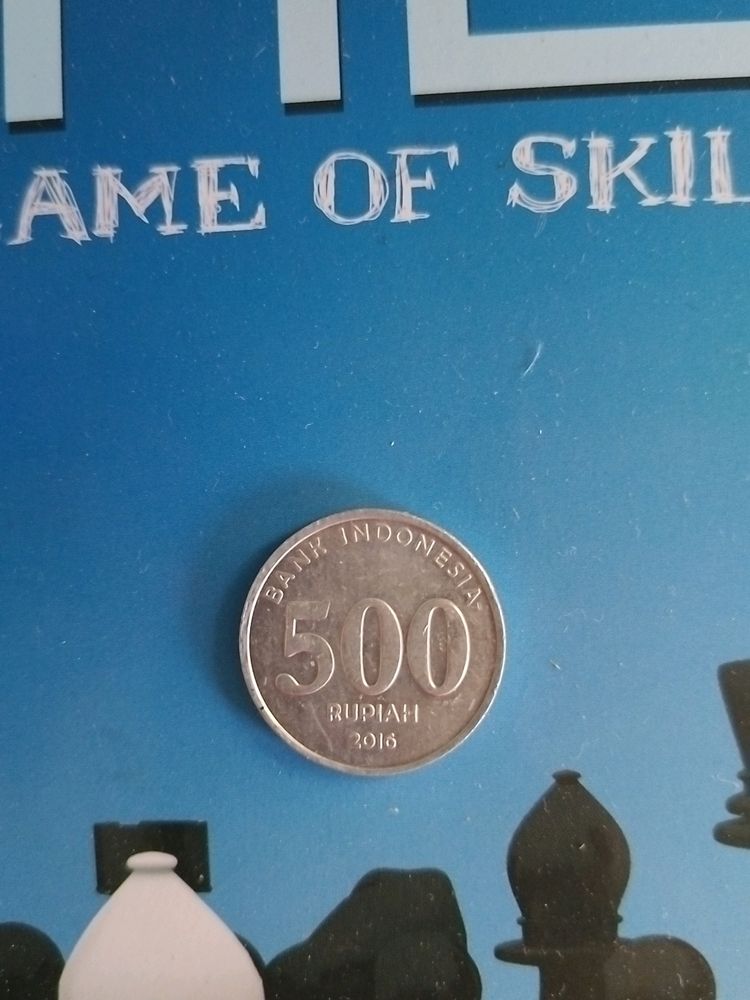 AME OF SKIL
BANK INDONESIA
500
RUPIAH
2016